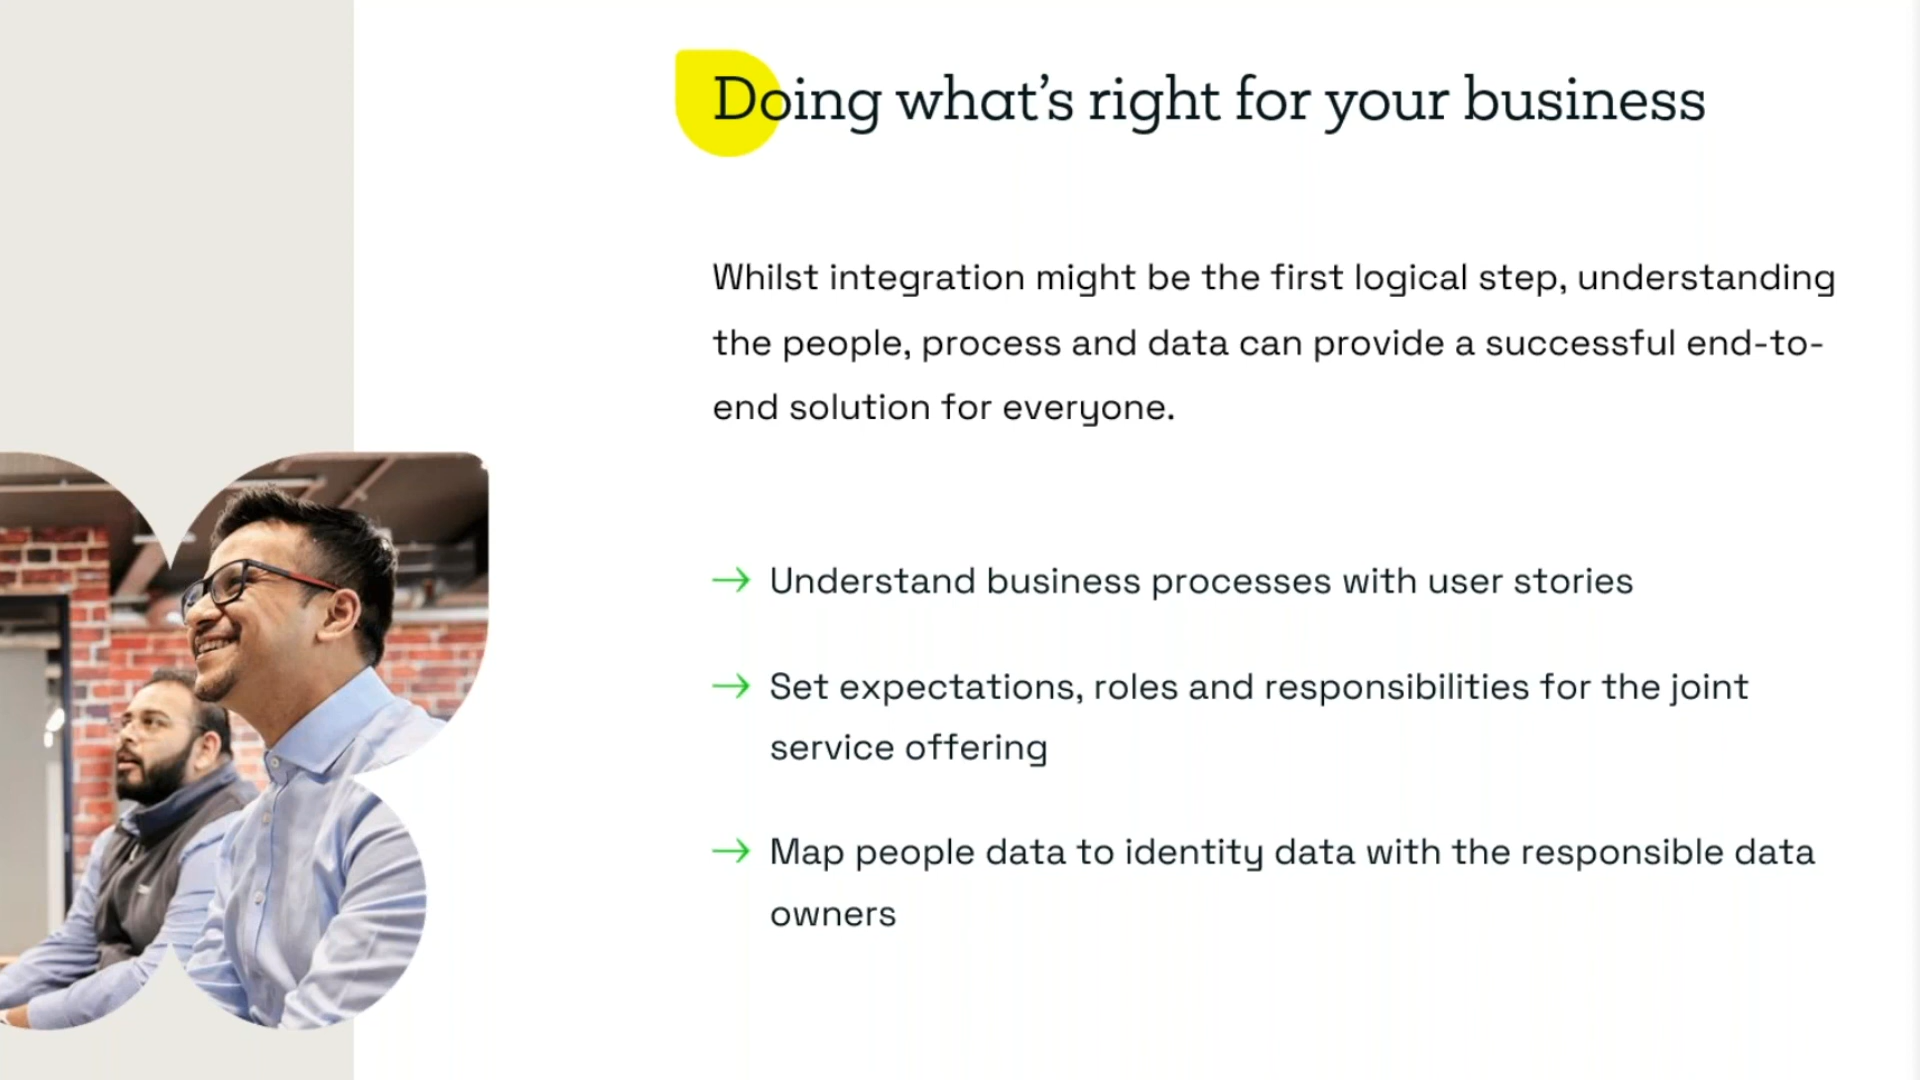 Doing what’s right for your business
Whilst integration might be the first logical step, understanding
the people, process and data can provide a successful end-to-
end solution for everyone.
→ Understand business processes with user stories
→ Set expectations, roles and responsibilities for the joint
service offering
→ Map people data to identity data with the responsible data
owners